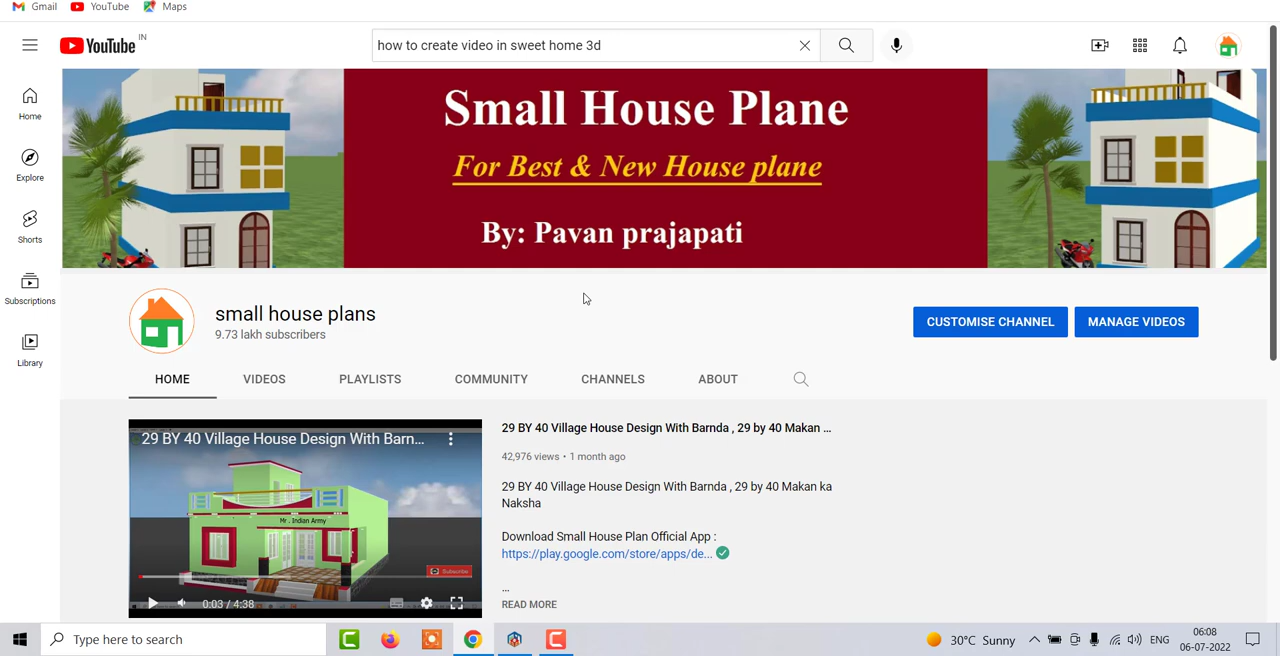 Gmail YouTube Maps
YouTube IN
how to create video in sweet home 3d
Small House Plane
For Best & New House plane
By: Pavan prajapati
Home
Explore
Shorts
Subscriptions
Library
small house plans
9.73 lakh subscribers
CUSTOMISE CHANNEL MANAGE VIDEOS
HOME VIDEOS PLAYLISTS COMMUNITY CHANNELS ABOUT
29 BY 40 Village House Design With Barn...
Mr . Indian Army
Subscribe
0:03 / 4:38
29 BY 40 Village House Design With Barnda , 29 by 40 Makan ...
42,976 views • 1 month ago
29 BY 40 Village House Design With Barnda , 29 by 40 Makan ka
Naksha
Download Small House Plan Official App :
https://play.google.com/store/apps/de...
...
READ MORE
Type here to search
30°C Sunny
ENG
06:08
06-07-2022